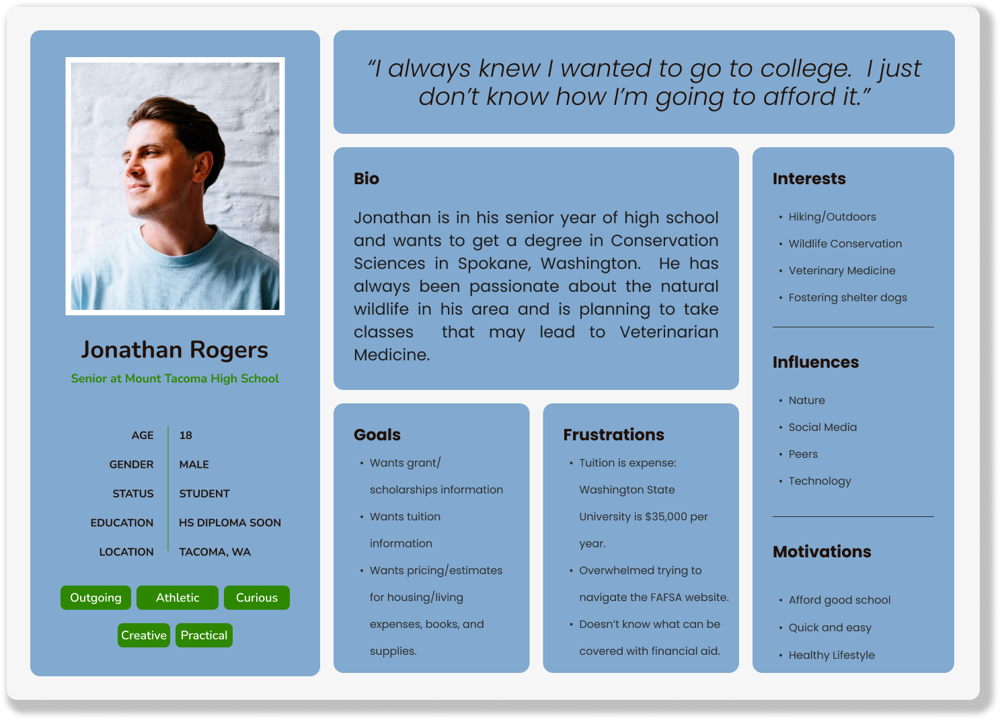 “I always knew I wanted to go to college. I just
don’t know how I’m going to afford it.”
Jonathan Rogers
Senior at Mount Tacoma High School
AGE 18
GENDER MALE
STATUS STUDENT
EDUCATION HS DIPLOMA SOON
LOCATION TACOMA, WA
Outgoing Athletic Curious
Creative Practical
Bio
Jonathan is in his senior year of high school
and wants to get a degree in Conservation
Sciences in Spokane, Washington. He has
always been passionate about the natural
wildlife in his area and is planning to take
classes that may lead to Veterinarian
Medicine.
Goals
• Wants grant/
scholarships information
• Wants tuition
information
• Wants pricing/estimates
for housing/living
expenses, books, and
supplies.
Frustrations
• Tuition is expense:
Washington State
University is $35,000 per
year.
• Overwhelmed trying to
navigate the FAFSA website.
• Doesn’t know what can be
covered with financial aid.
Interests
• Hiking/Outdoors
• Wildlife Conservation
• Veterinary Medicine
• Fostering shelter dogs
Influences
• Nature
• Social Media
• Peers
• Technology
Motivations
• Afford good school
• Quick and easy
• Healthy Lifestyle